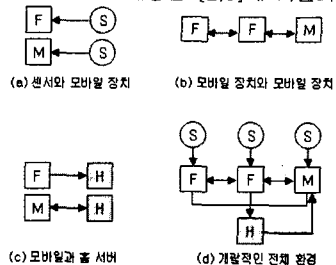 F S
M S
F F M
(a) 센서와 모바일 장치
(b) 모바일 장치와 모바일 장치
S S S
F H
F F M
M H
H
(c) 모바일과 홈 서버
(d) 개략적인 전체 환경